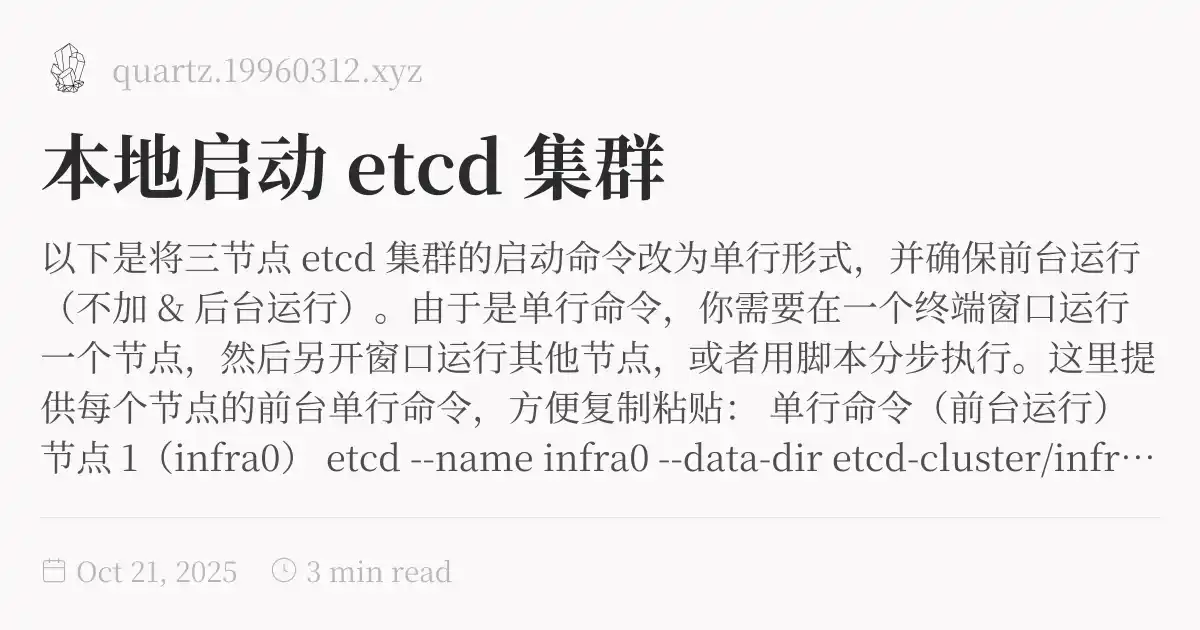 quartz.19960312.xyz
本地启动 etcd 集群
以下是将三节点 etcd 集群的启动命令改为单行形式，并确保前台运行
（不加 & 后台运行）。由于是单行命令，你需要在一个终端窗口运行
一个节点，然后另开窗口运行其他节点，或者用脚本分步执行。这里提
供每个节点的前台单行命令，方便复制粘贴： 单行命令（前台运行）
节点 1（infra0） etcd --name infra0 --data-dir etcd-cluster/infr…
Oct 21, 2025 3 min read